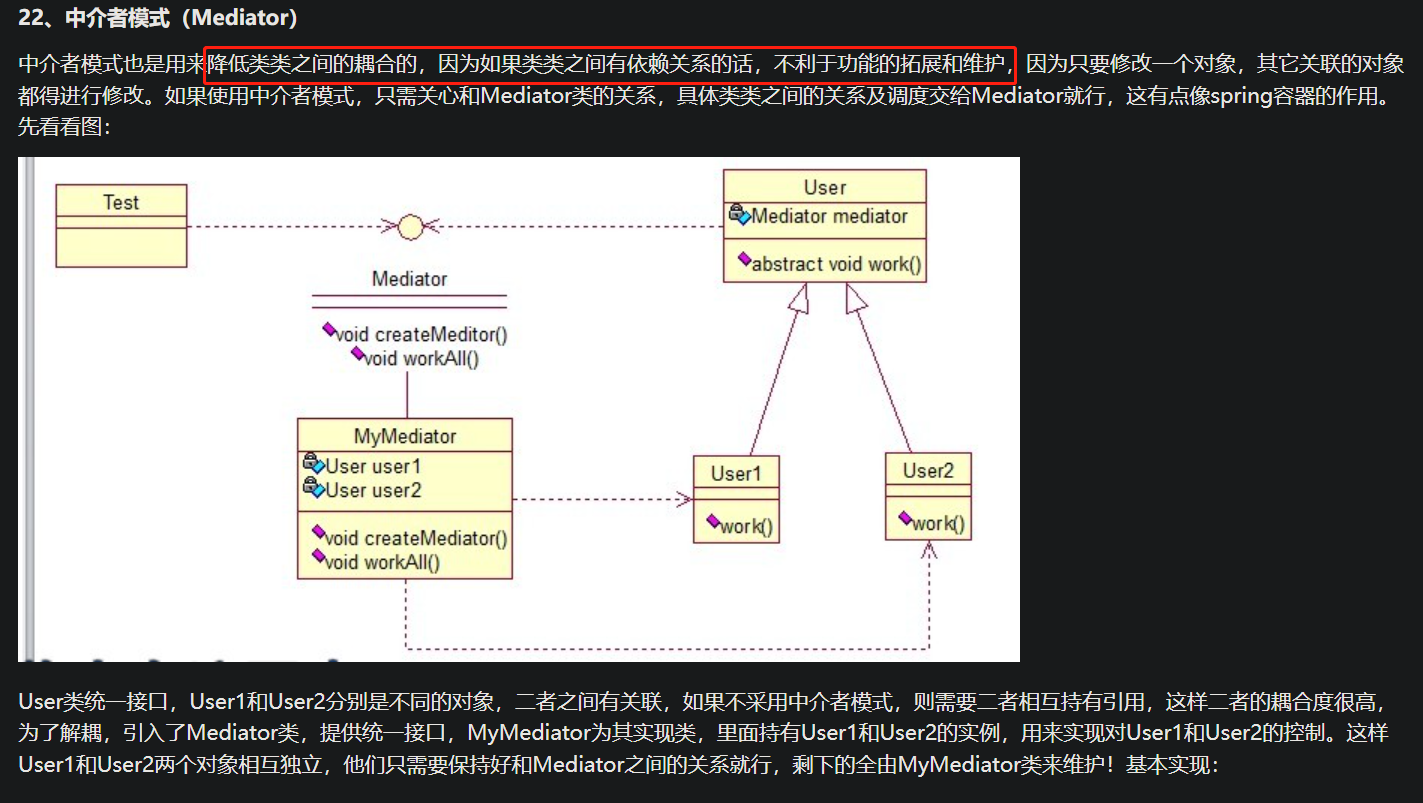 22、中介者模式（Mediator）
中介者模式也是用来降低类类之间的耦合的，因为如果类类之间有依赖关系的话，不利于功能的拓展和维护，因为只要修改一个对象，其它关联的对象
都得进行修改。如果使用中介者模式，只需关心和Mediator类的关系，具体类类之间的关系及调度交给Mediator就行，这有点像spring容器的作用。
先看看图：
Test
User
Mediator mediator
abstract void work()
Mediator
void createMeditor()
void workAll()
MyMediator
User user1
User user2
void createMediator()
void workAll()
User1
work()
User2
work()
User类统一接口，User1和User2分别是不同的对象，二者之间有关联，如果不采用中介者模式，则需要二者相互持有引用，这样二者的耦合度很高，
为了解耦，引入了Mediator类，提供统一接口，MyMediator为其实现类，里面持有User1和User2的实例，用来实现对User1和User2的控制。这样
User1和User2两个对象相互独立，他们只需要保持好和Mediator之间的关系就行，剩下的全由MyMediator类来维护！基本实现：